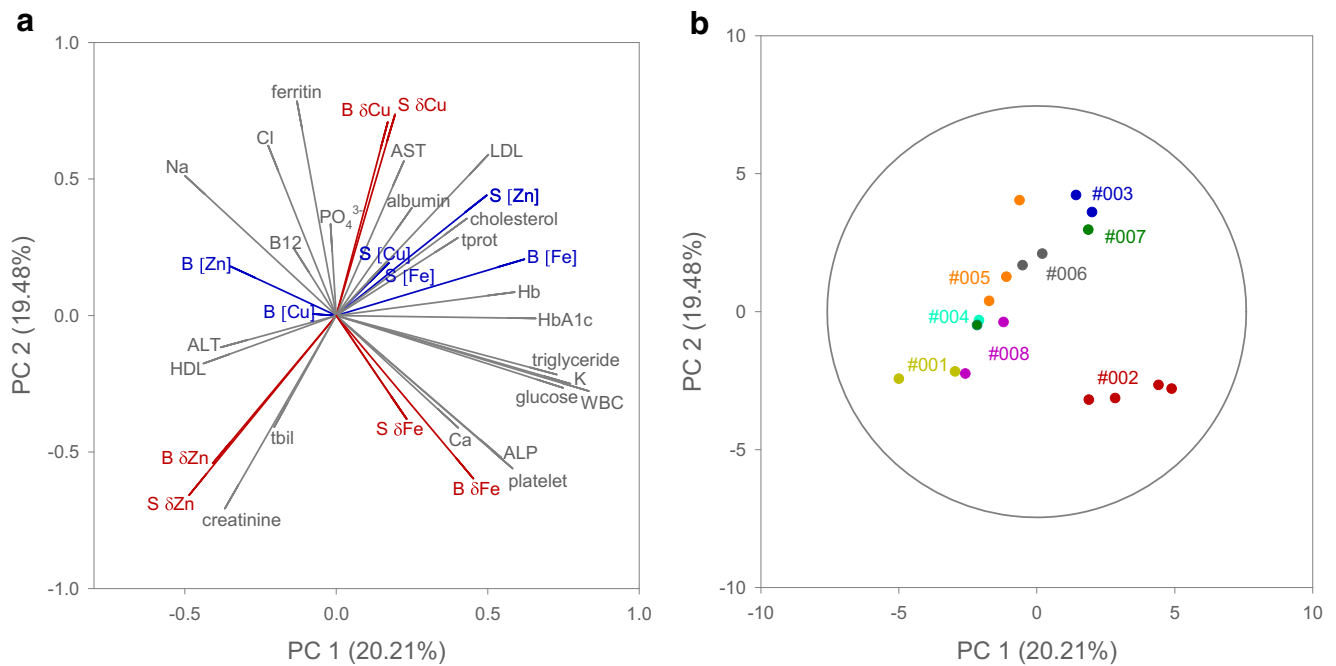 a
1.0
0.5
0.0
-0.5
-1.0
-0.5
0.0
0.5
1.0
PC 2 (19.48%)
PC 1 (20.21%)
ferritin
B δCu
S δCu
Cl
AST
LDL
Na
S [Zn]
albumin
PO₄³⁻
cholesterol
B12
tprot
S [Cu]
B [Zn]
B [Fe]
S [Fe]
Hb
B [Cu]
HbA1c
ALT
HDL
triglyceride
K
glucose
WBC
S δFe
tbil
Ca
ALP
B δZn
platelet
B δFe
S δZn
creatinine
b
10
5
0
-5
-10
-10
-5
0
5
10
PC 2 (19.48%)
PC 1 (20.21%)
#003
#007
#006
#005
#004
#008
#001
#002